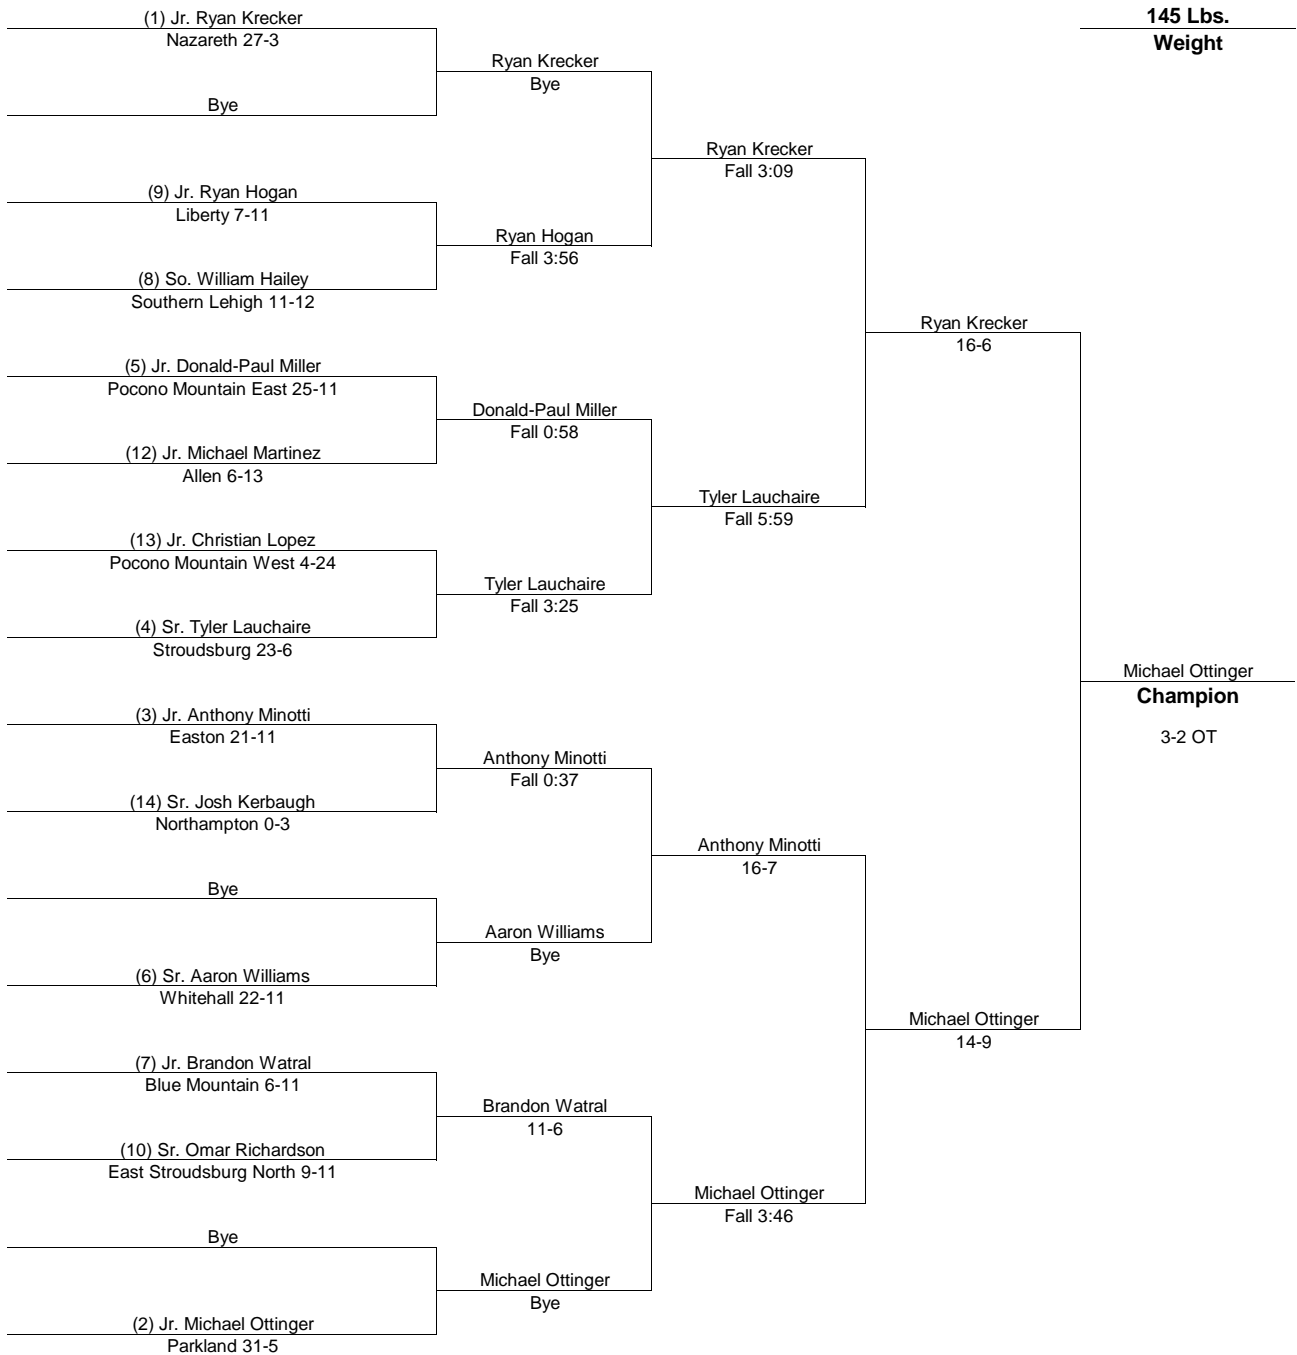 145 Lbs.
Weight
(1) Jr. Ryan Krecker
Nazareth 27-3
Bye
(9) Jr. Ryan Hogan
Liberty 7-11
(8) So. William Hailey
Southern Lehigh 11-12
(5) Jr. Donald-Paul Miller
Pocono Mountain East 25-11
(12) Jr. Michael Martinez
Allen 6-13
(13) Jr. Christian Lopez
Pocono Mountain West 4-24
(4) Sr. Tyler Lauchaire
Stroudsburg 23-6
(3) Jr. Anthony Minotti
Easton 21-11
(14) Sr. Josh Kerbaugh
Northampton 0-3
Bye
(6) Sr. Aaron Williams
Whitehall 22-11
(7) Jr. Brandon Watral
Blue Mountain 6-11
(10) Sr. Omar Richardson
East Stroudsburg North 9-11
Bye
(2) Jr. Michael Ottinger
Parkland 31-5
Ryan Krecker
Bye
Ryan Hogan
Fall 3:56
Donald-Paul Miller
Fall 0:58
Tyler Lauchaire
Fall 3:25
Anthony Minotti
Fall 0:37
Aaron Williams
Bye
Brandon Watral
11-6
Michael Ottinger
Bye
Ryan Krecker
Fall 3:09
Tyler Lauchaire
Fall 5:59
Anthony Minotti
16-7
Michael Ottinger
Fall 3:46
Ryan Krecker
16-6
Michael Ottinger
14-9
Michael Ottinger
Champion
3-2 OT